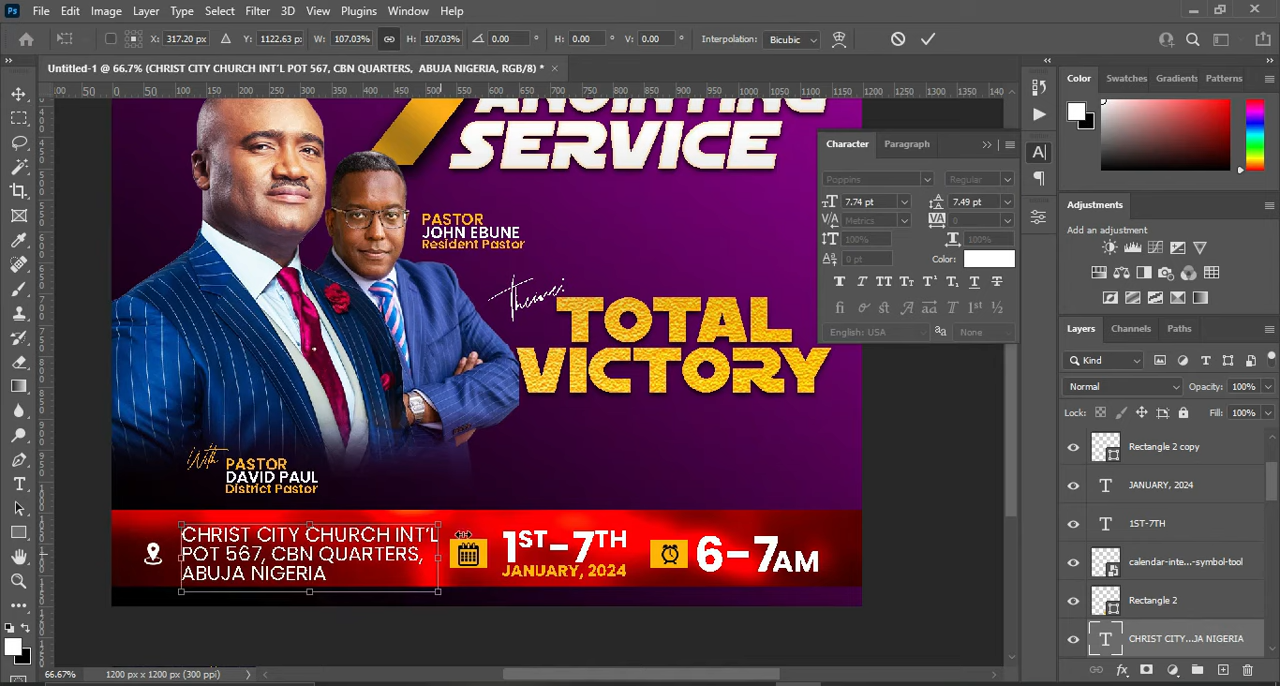 File Edit Image Layer Type Select Filter 3D View Plugins Window Help
X: 317.20 px Y: 1122.63 p: W: 107.03% H: 107.03% 0.00 ° H: 0.00 ° V: 0.00 ° Interpolation: Bicubic
Untitled-1 @ 66.7% (CHRIST CITY CHURCH INT'L POT 567, CBN QUARTERS, ABUJA NIGERIA, RGB/8) *
ANOINTING
SERVICE
PASTOR
JOHN EBUNE
Resident Pastor
Theme:
TOTAL
VICTORY
With
PASTOR
DAVID PAUL
District Pastor
CHRIST CITY CHURCH INT'L
POT 567, CBN QUARTERS,
ABUJA NIGERIA
1ST-7TH
JANUARY, 2024
6-7AM
Character Paragraph
Poppins Regular
7.74 pt 7.49 pt
Metrics 0
100% 100%
0 pt Color:
English: USA None
Color Swatches Gradients Patterns
Adjustments
Add an adjustment
Layers Channels Paths
Kind
Normal Opacity: 100%
Lock: Fill: 100%
Rectangle 2 copy
JANUARY, 2024
1ST-7TH
calendar-inte...-symbol-tool
Rectangle 2
CHRIST CITY...JA NIGERIA
66.67% 1200 px x 1200 px (300 ppi)